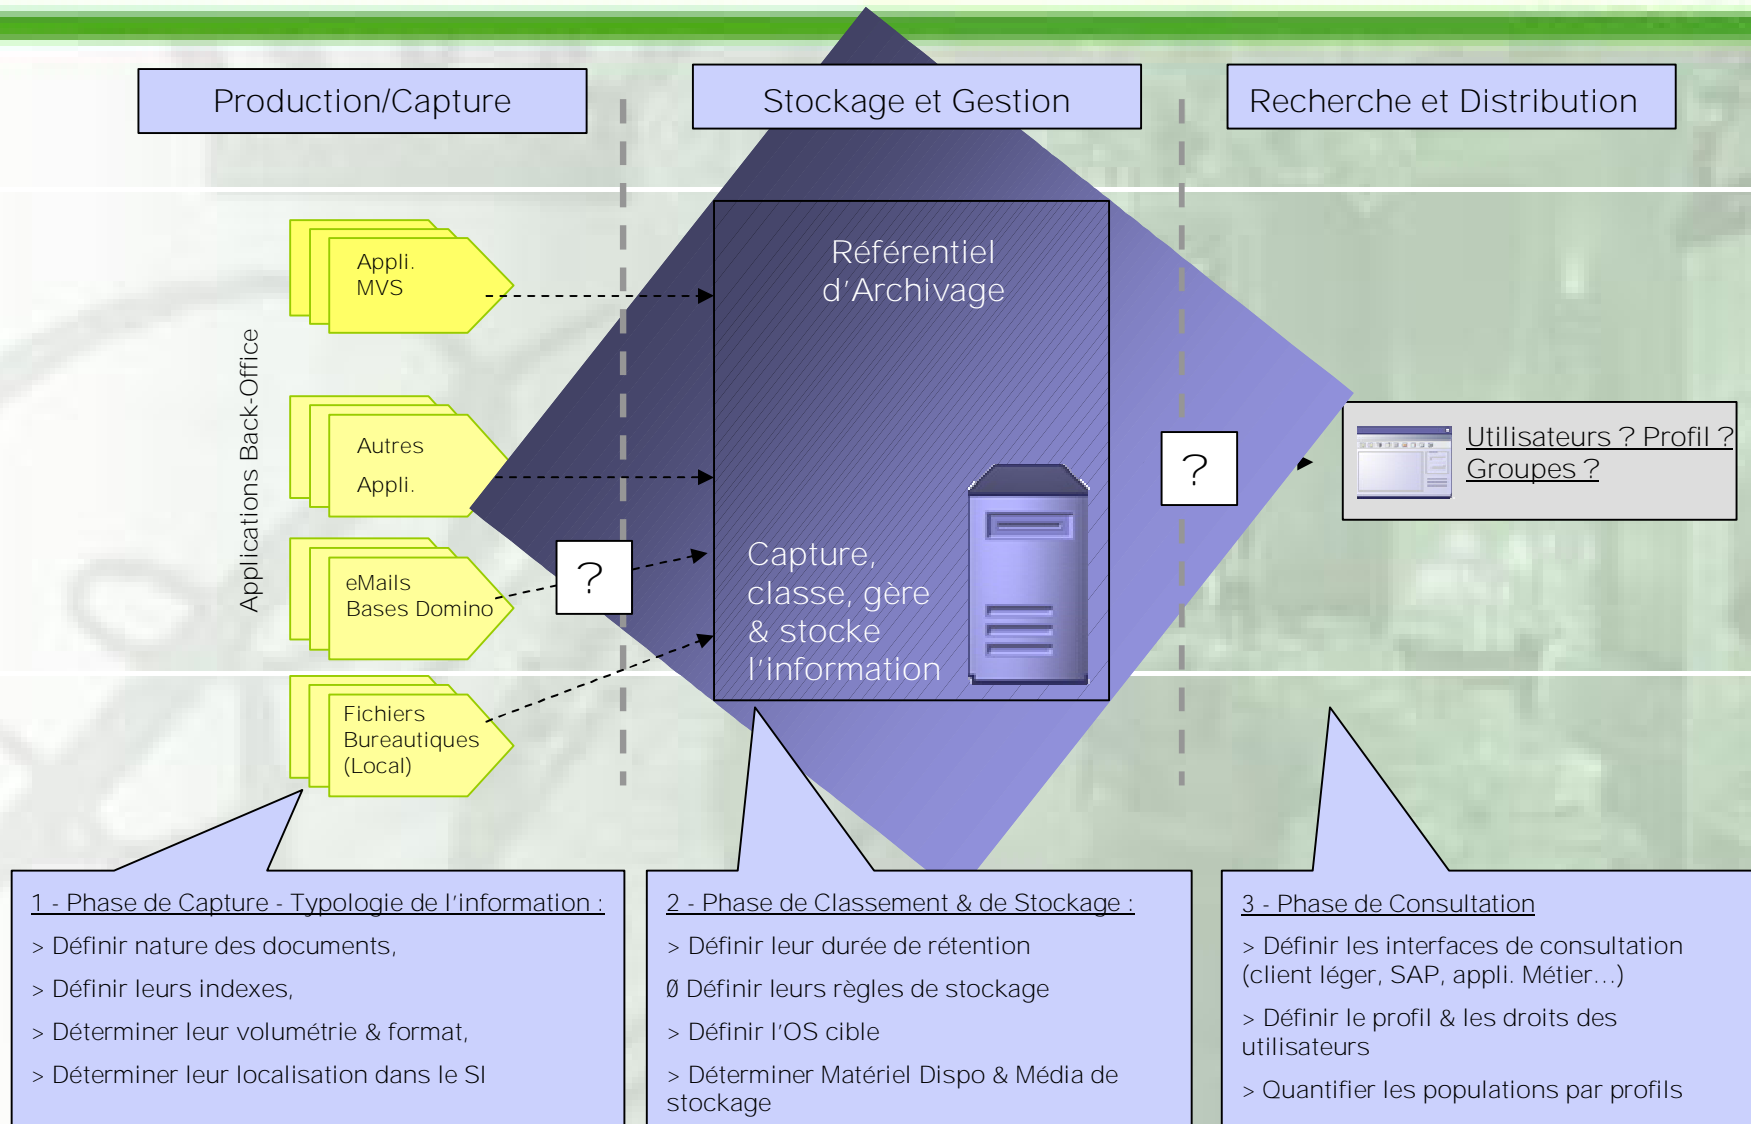 Production/Capture
Stockage et Gestion
Recherche et Distribution
Applications Back-Office
Appli.
MVS
Autres
Appli.
eMails
Bases Domino
Fichiers
Bureautiques
(Local)
?
Référentiel
d'Archivage
Capture,
classe, gère
& stocke
l'information
?
Utilisateurs ? Profil ?
Groupes ?
1 - Phase de Capture - Typologie de l'information :
> Définir nature des documents,
> Définir leurs indexes,
> Déterminer leur volumétrie & format,
> Déterminer leur localisation dans le SI
2 - Phase de Classement & de Stockage :
> Définir leur durée de rétention
Ø Définir leurs règles de stockage
> Définir l'OS cible
> Déterminer Matériel Dispo & Média de
stockage
3 - Phase de Consultation
> Définir les interfaces de consultation
(client léger, SAP, appli. Métier...)
> Définir le profil & les droits des
utilisateurs
> Quantifier les populations par profils